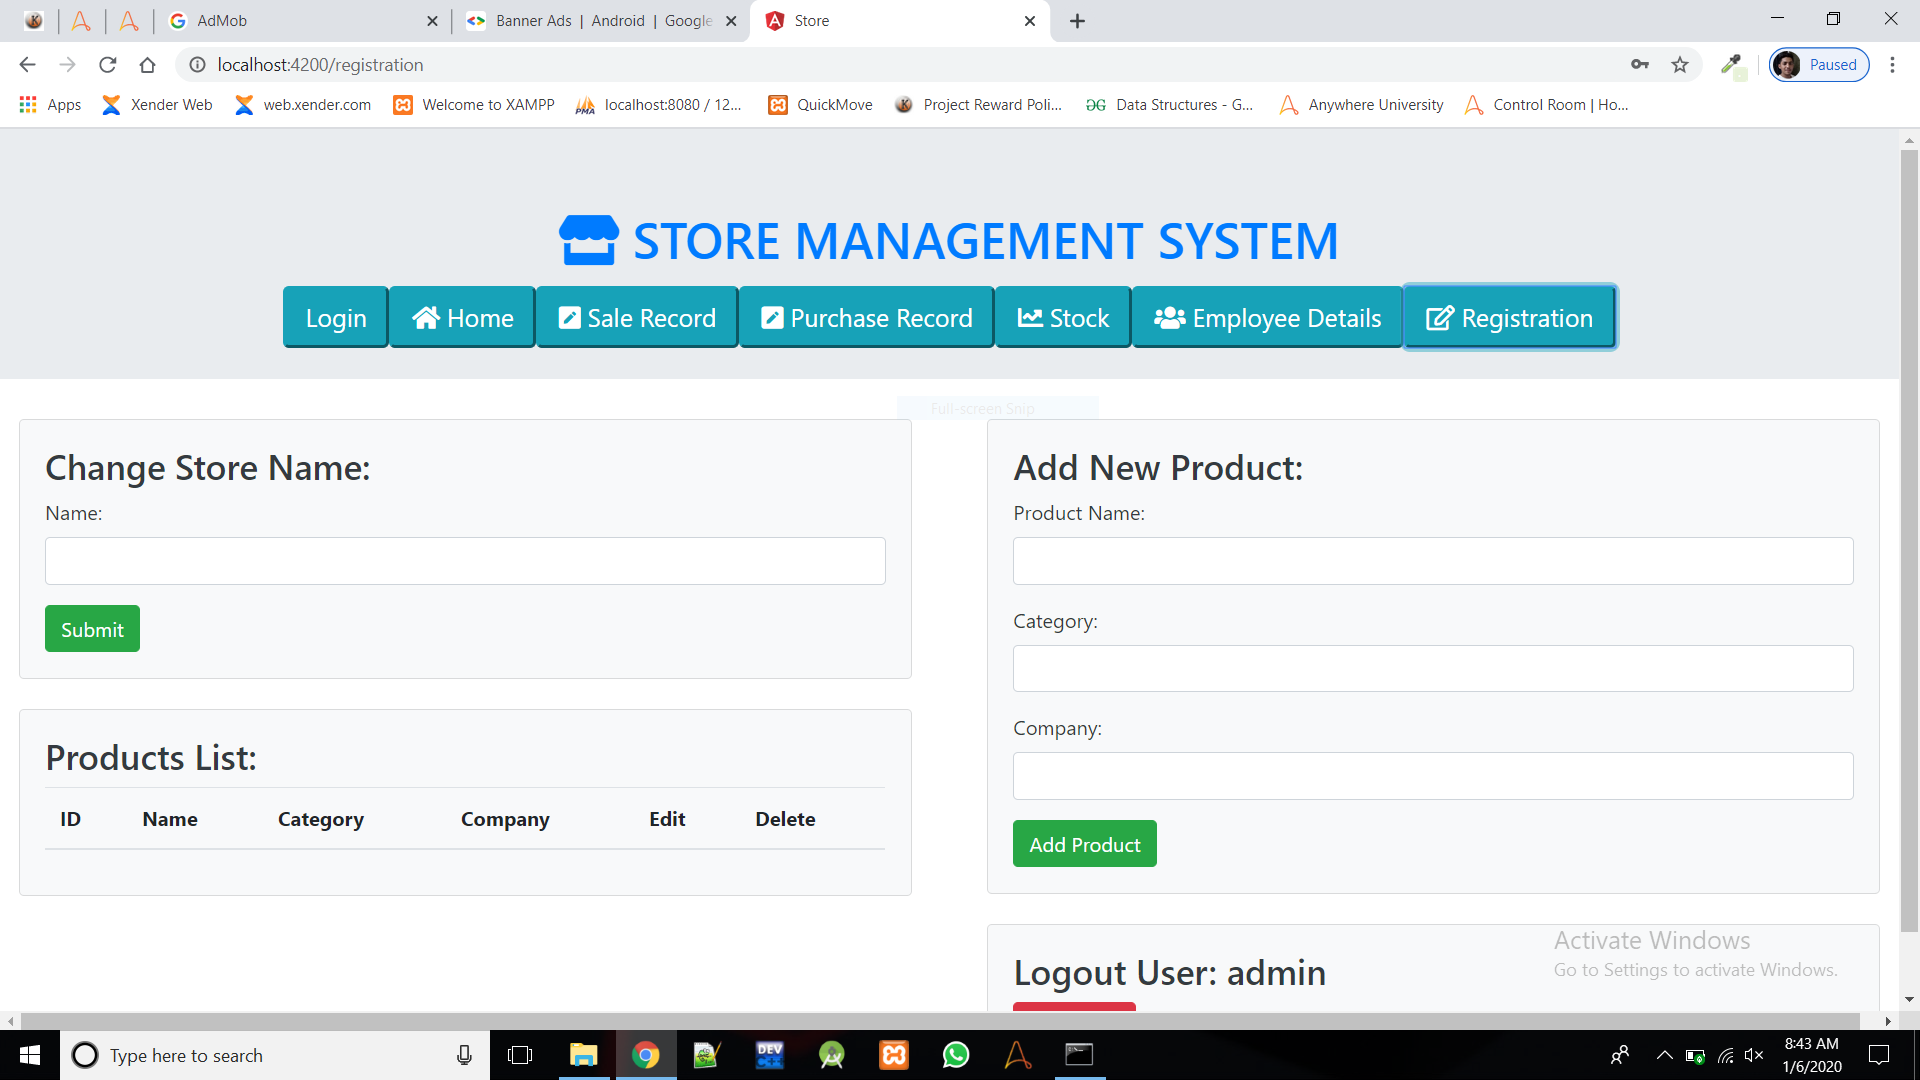 AdMob
Banner Ads | Android | Google
Store
localhost:4200/registration
Paused
Apps
Xender Web
web.xender.com
Welcome to XAMPP
localhost:8080 / 12...
QuickMove
Project Reward Poli...
Data Structures - G...
Anywhere University
Control Room | Ho...
STORE MANAGEMENT SYSTEM
Login
Home
Sale Record
Purchase Record
Stock
Employee Details
Registration
Full-screen Snip
Change Store Name:
Name:
Submit
Products List:
ID Name Category Company Edit Delete
Add New Product:
Product Name:
Category:
Company:
Add Product
Logout User: admin
Activate Windows
Go to Settings to activate Windows.
Type here to search
DEV
8:43 AM
1/6/2020